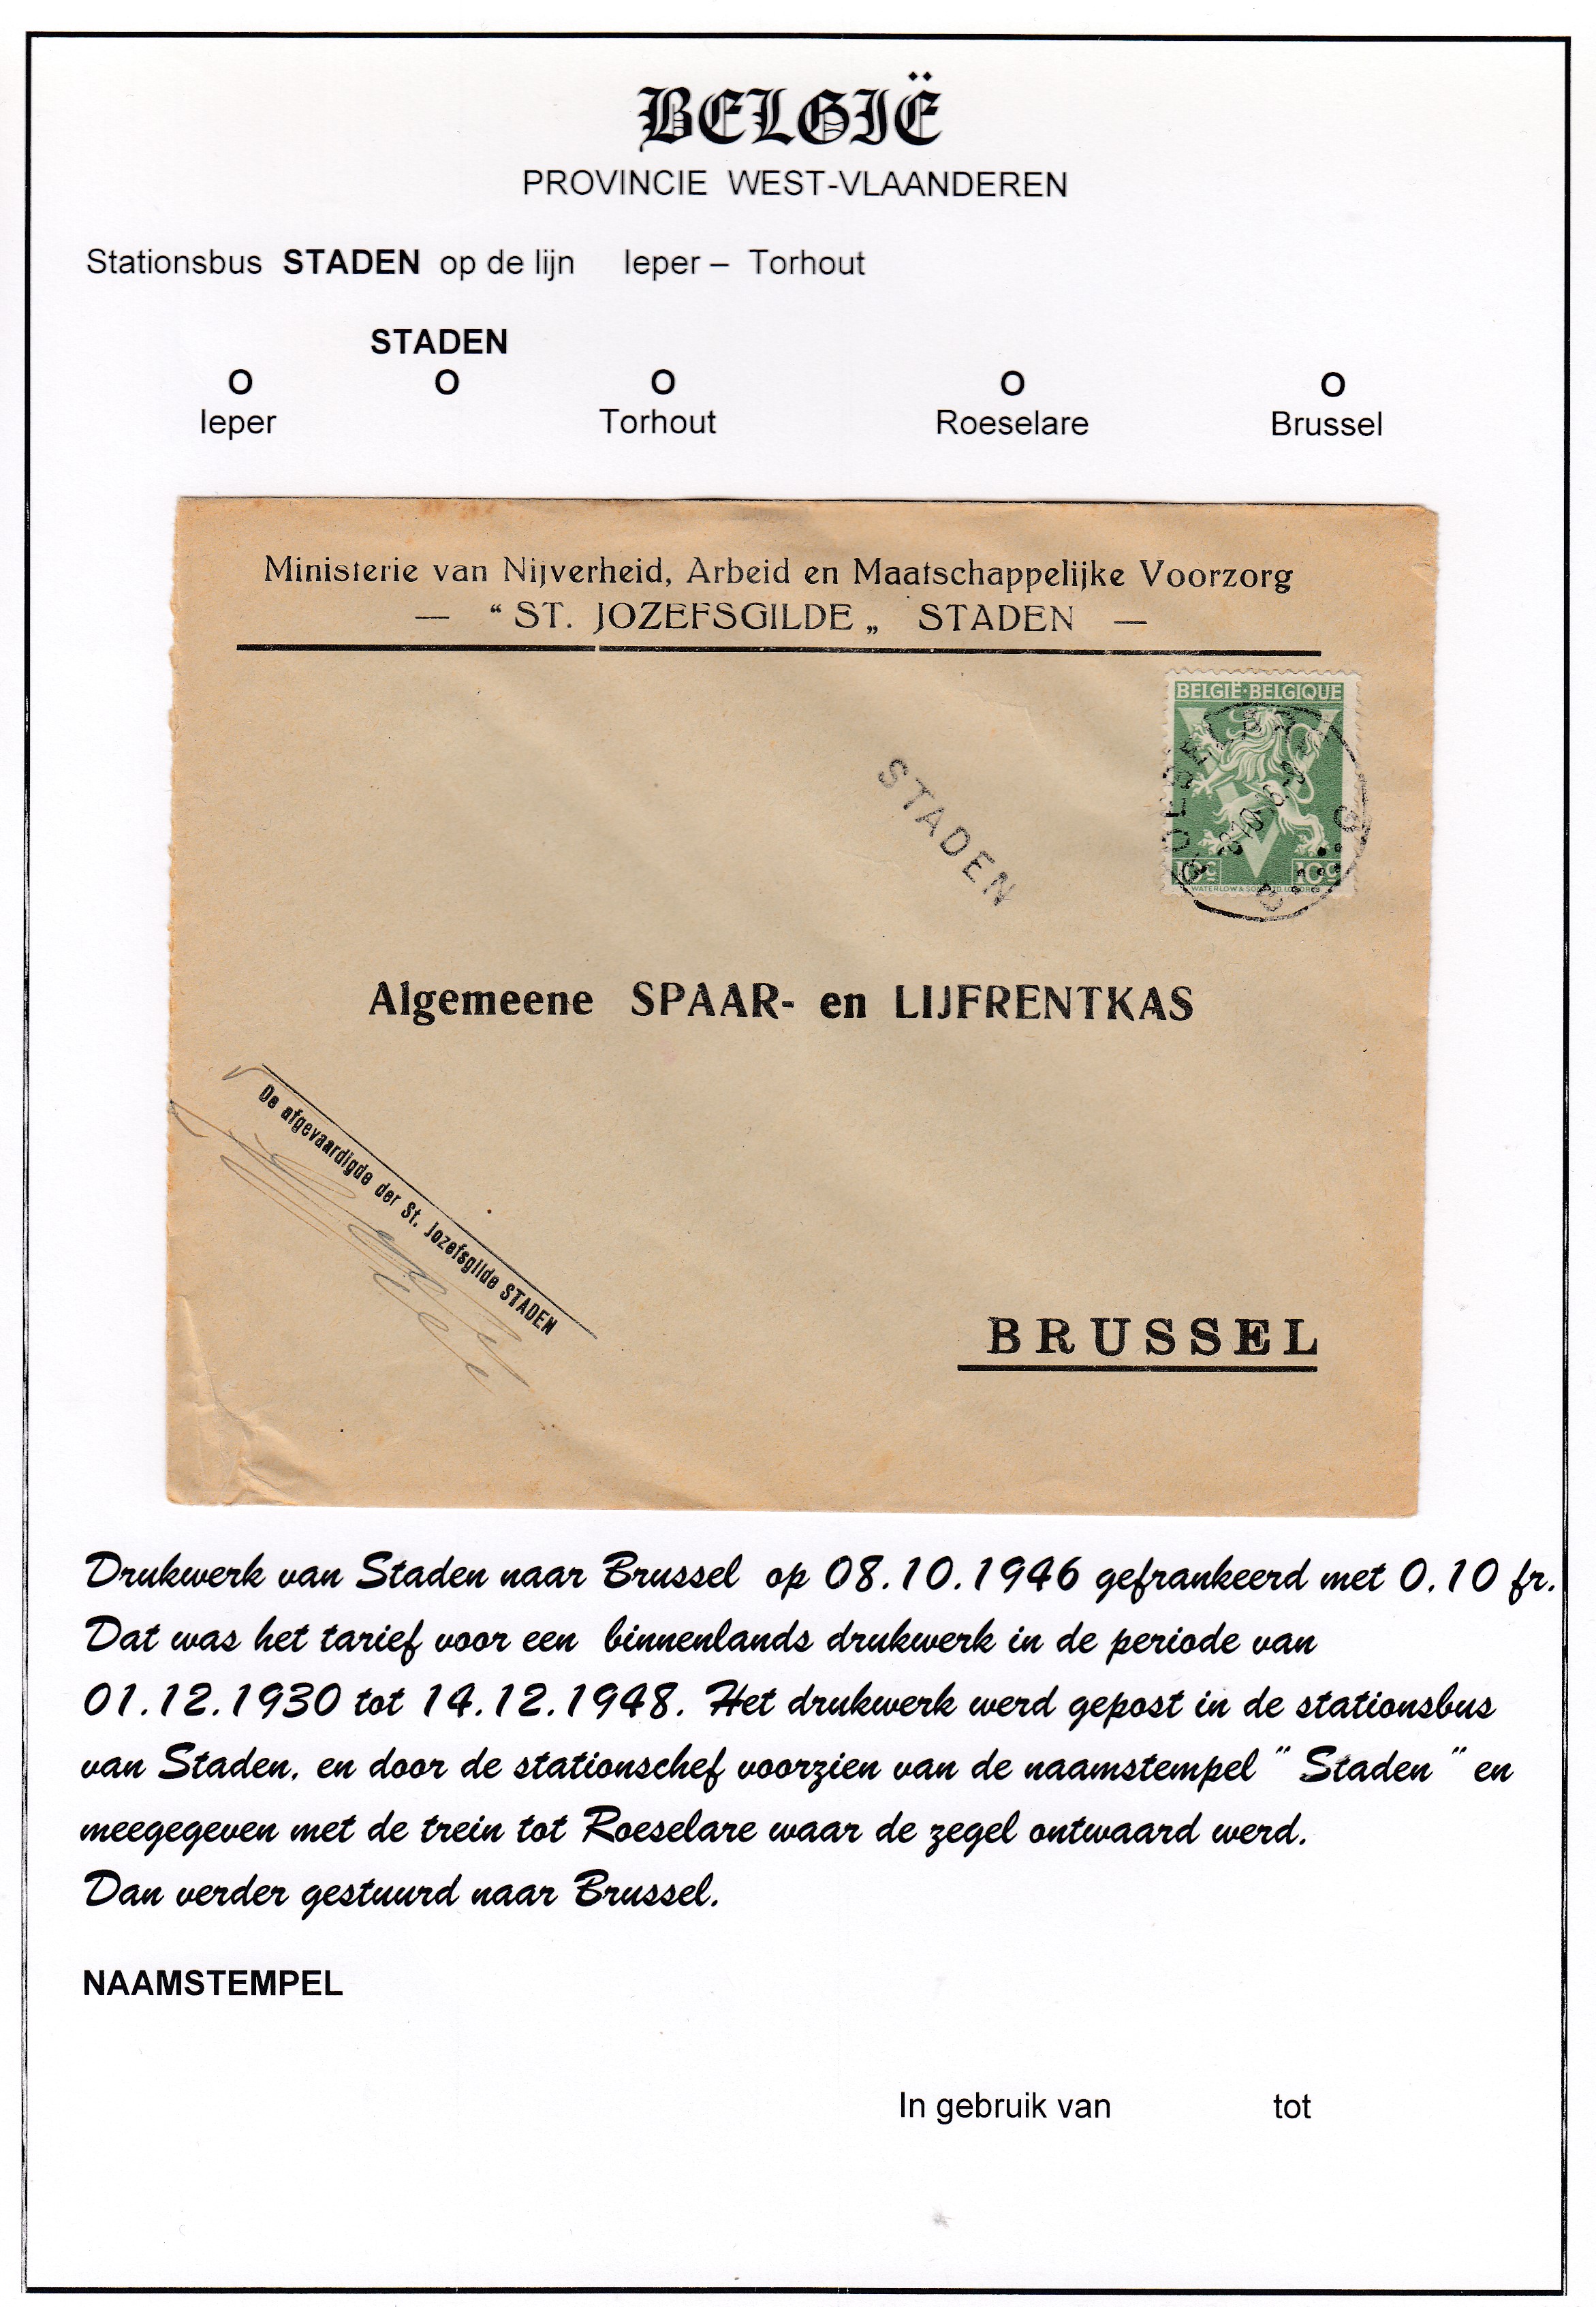 BELGIË
PROVINCIE WEST-VLAANDEREN
Stationsbus STADEN op de lijn Ieper – Torhout
STADEN
O O O O O
Ieper Torhout Roeselare Brussel
Ministerie van Nijverheid, Arbeid en Maatschappelijke Voorzorg
— “ ST. JOZEFSGILDE „ STADEN —
BELGIË·BELGIQUE
STADEN
10c 10c
Algemeene SPAAR- en LIJFRENTKAS
De afgevaardigde der St. Jozefsgilde STADEN
BRUSSEL
Drukwerk van Staden naar Brussel op 08.10.1946 gefrankeerd met 0.10 fr.
Dat was het tarief voor een binnenlands drukwerk in de periode van
01.12.1930 tot 14.12.1948. Het drukwerk werd gepost in de stationsbus
van Staden, en door de stationschef voorzien van de naamstempel " Staden " en
meegegeven met de trein tot Roeselare waar de zegel ontwaard werd.
Dan verder gestuurd naar Brussel.
NAAMSTEMPEL
In gebruik van tot